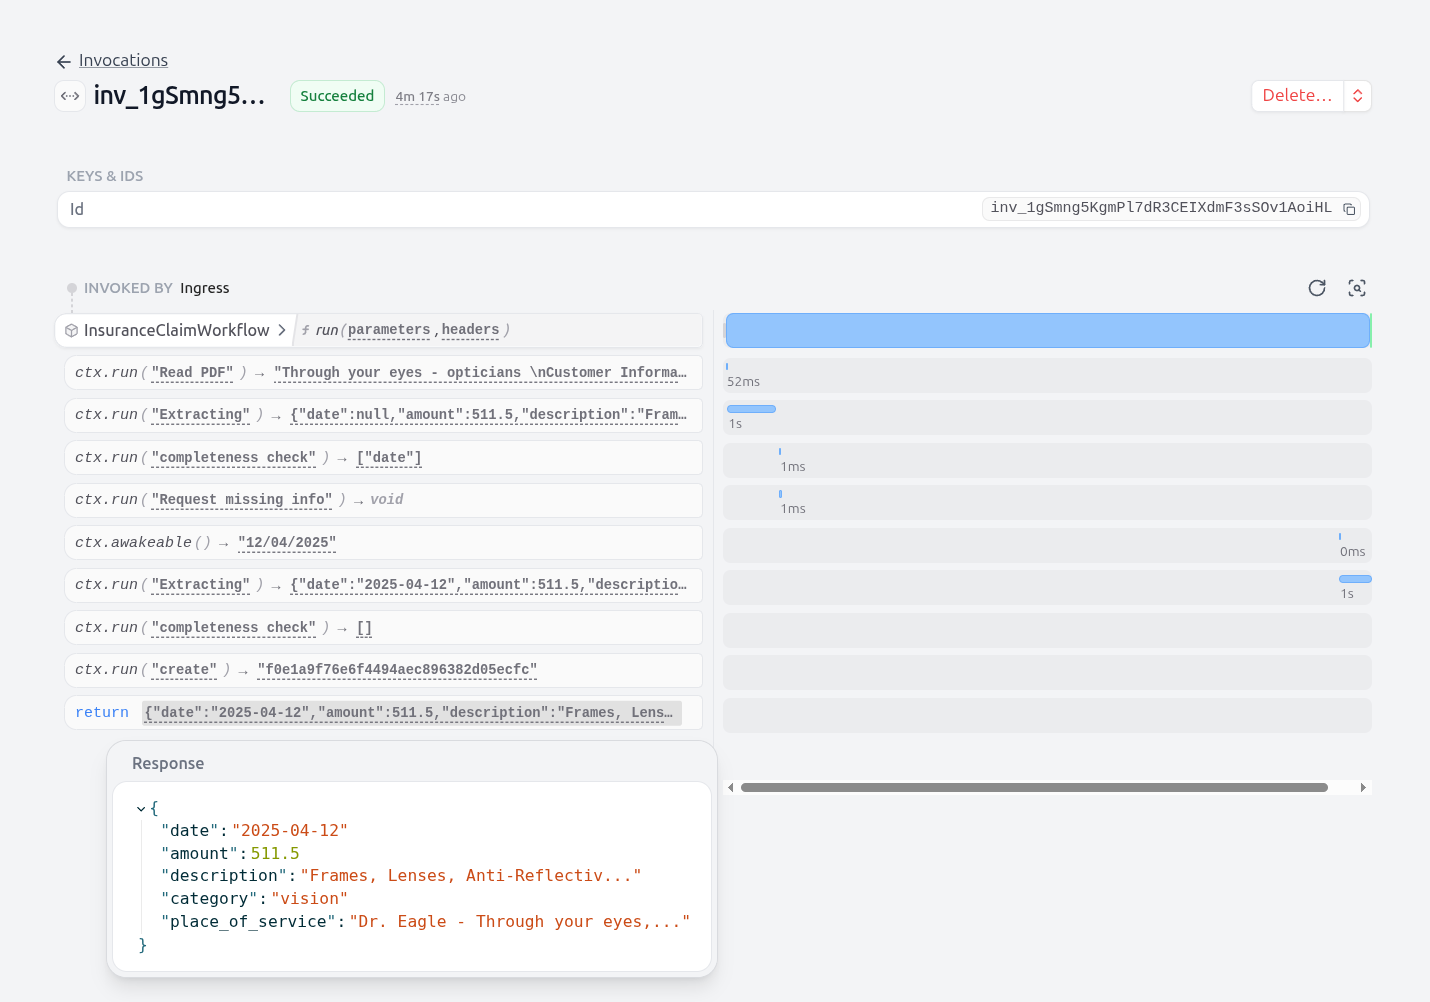 ← Invocations
inv_1gSmng5... Succeeded 4m 17s ago Delete...
KEYS & IDS
Id inv_1gSmng5KgmPl7dR3CEIXdmF3sSOv1AoiHL
INVOKED BY Ingress
InsuranceClaimWorkflow > f run(parameters,headers)
ctx.run("Read PDF") → "Through your eyes - opticians \nCustomer Informa…
52ms
ctx.run("Extracting") → {"date":null,"amount":511.5,"description":"Fram…
1s
ctx.run("completeness check") → ["date"]
1ms
ctx.run("Request missing info") → void
1ms
ctx.awakeable() → "12/04/2025"
0ms
ctx.run("Extracting") → {"date":"2025-04-12","amount":511.5,"descriptio…
1s
ctx.run("completeness check") → []
ctx.run("create") → "f0e1a9f76e6f4494aec896382d05ecfc"
return {"date":"2025-04-12","amount":511.5,"description":"Frames, Lens…
Response
{
"date":"2025-04-12"
"amount":511.5
"description":"Frames, Lenses, Anti-Reflectiv..."
"category":"vision"
"place_of_service":"Dr. Eagle - Through your eyes,..."
}